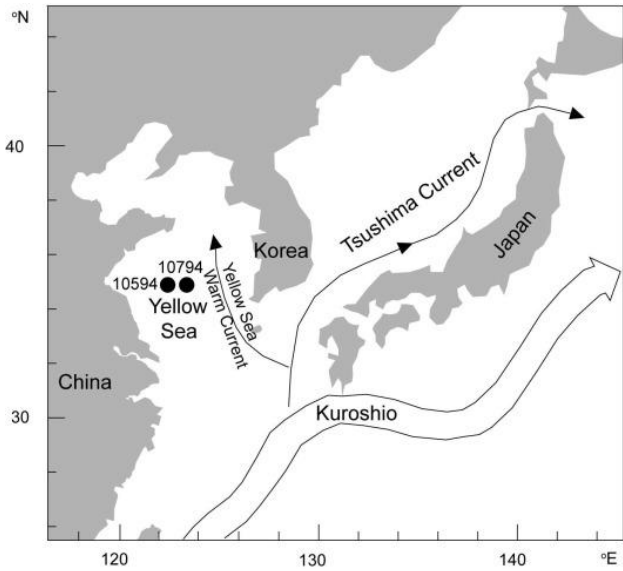 °N
40
30
120
130
140
°E
Korea
Japan
China
Tsushima Current
Yellow Sea
Warm Current
10794
10594
Yellow
Sea
Kuroshio